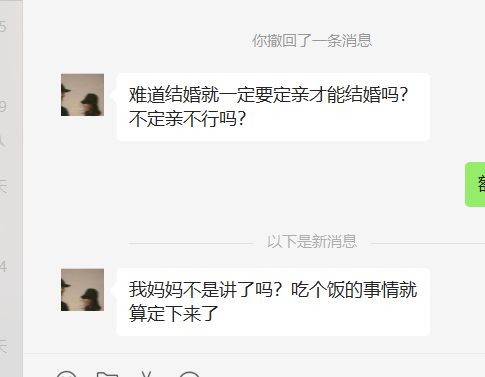 你撤回了一条消息
难道结婚就一定要定亲才能结婚吗?
不定亲不行吗?
以下是新消息
我妈妈不是讲了吗? 吃个饭的事情就
算定下来了